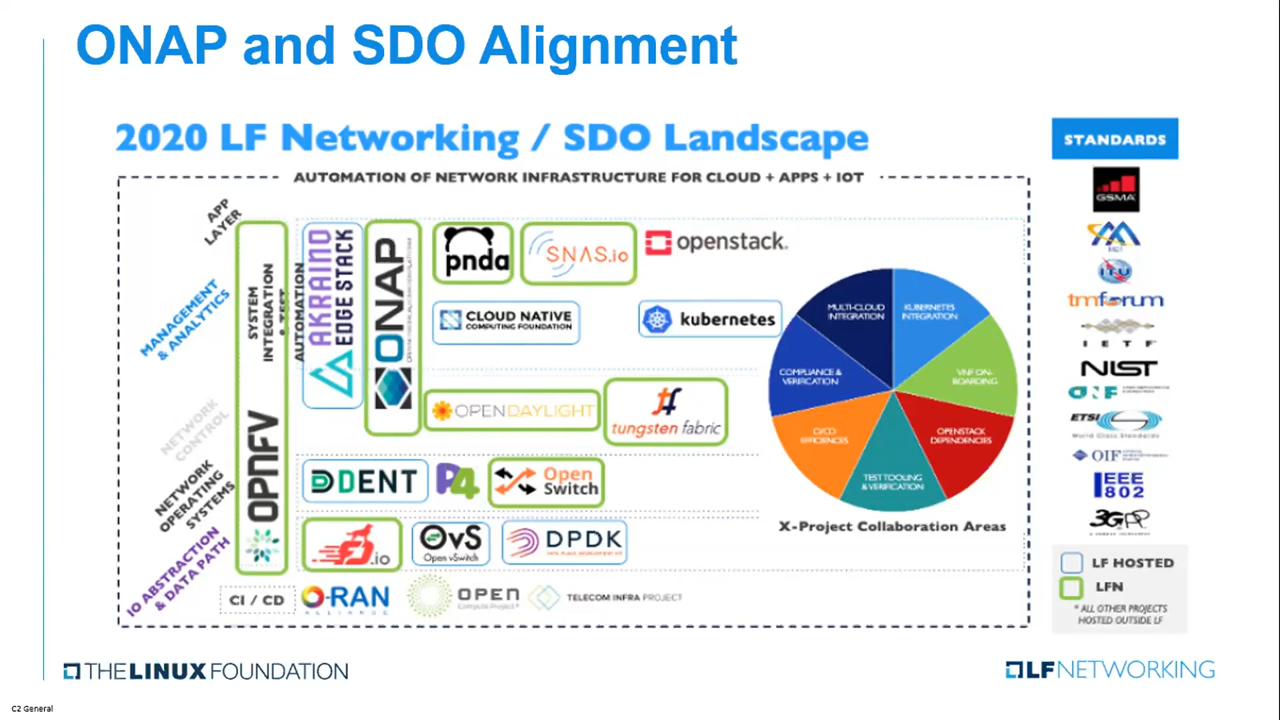 ONAP and SDO Alignment
2020 LF Networking / SDO Landscape
AUTOMATION OF NETWORK INFRASTRUCTURE FOR CLOUD + APPS + IOT
APP
LAYER
MANAGEMENT
& ANALYTICS
NETWORK
CONTROL
NETWORK
OPERATING
SYSTEMS
IO ABSTRACTION
& DATA PATH
SYSTEM
INTEGRATION
& TEST
AUTOMATION
OPNFV
AKRAINO
EDGE STACK
ONAP
pnda
SNAS.io
openstack.
CLOUD NATIVE
COMPUTING FOUNDATION
kubernetes
OPENDAYLIGHT
tungsten fabric
DENT
P4
Open
Switch
.io
OvS
Open vSwitch
DPDK
CI / CD
O-RAN
ALLIANCE
OPEN
Compute Project
TELECOM INFRA PROJECT
MULTI-CLOUD
INTEGRATION
KUBERNETES
INTEGRATION
VNF ON-
BOARDING
OPENSTACK
DEPENDENCIES
TEST TOOLING
& VERIFICATION
CI/CD
EFFICIENCIES
COMPLIANCE &
VERIFICATION
X-Project Collaboration Areas
STANDARDS
GSMA
ITU
tmforum
IETF
NIST
ONF
ETSI
World Class Standards
OIF
IEEE
802
3GPP
LF HOSTED
LFN
* ALL OTHER PROJECTS
HOSTED OUTSIDE LF
THE LINUX FOUNDATION
LFNETWORKING
C2 General